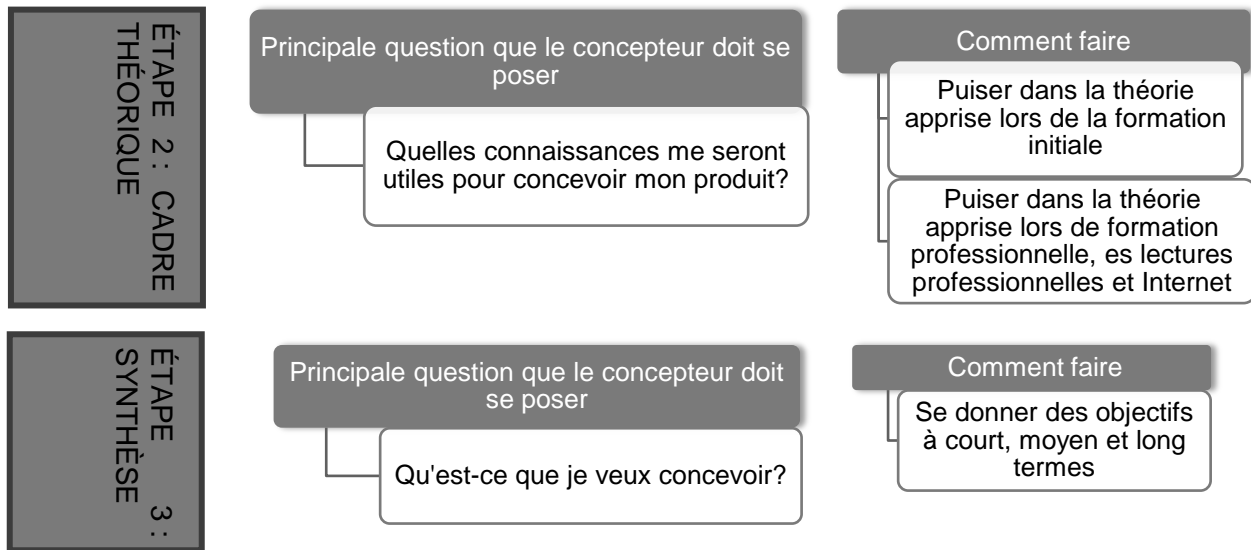 ÉTAPE 2: CADRE
THÉORIQUE
Principale question que le concepteur doit se
poser
Quelles connaissances me seront
utiles pour concevoir mon produit?
Comment faire
Puiser dans la théorie
apprise lors de la formation
initiale
Puiser dans la théorie
apprise lors de formation
professionnelle, es lectures
professionnelles et Internet
ÉTAPE 3 :
SYNTHÈSE
Principale question que le concepteur doit
se poser
Qu'est-ce que je veux concevoir?
Comment faire
Se donner des objectifs
à court, moyen et long
termes